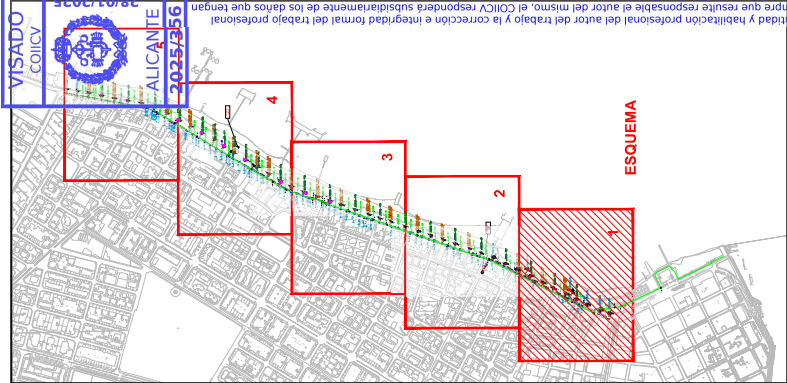 VISADO
COIICV
ALICANTE
2025/356
5
4
3
2
1
ESQUEMA
ntidad y habilitación profesional del autor del trabajo y la corrección e integridad formal del trabajo profesional
mpre que resulte responsable el autor del mismo, el COIICV responderá subsidiariamente de los daños que tengan